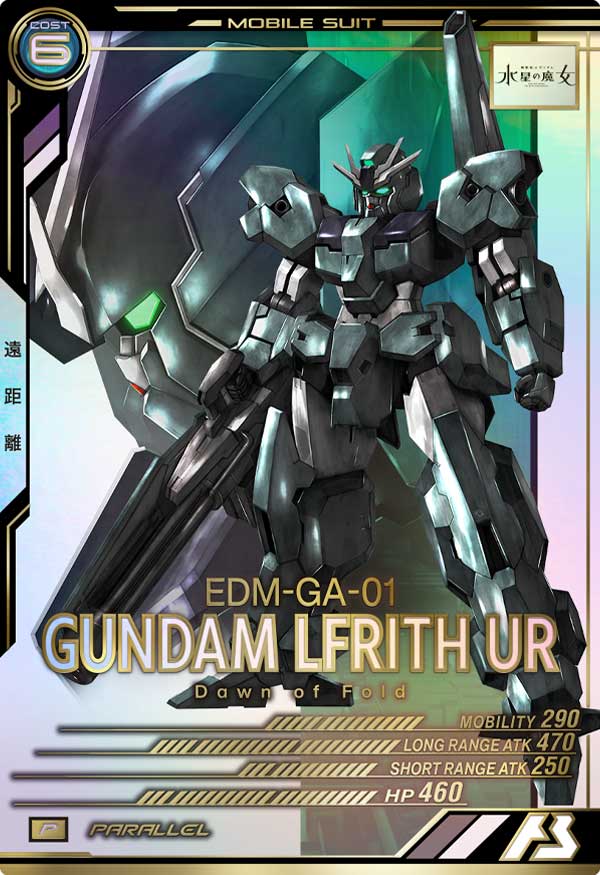 COST
6
MOBILE SUIT
水星の魔女
遠距離
EDM-GA-01
GUNDAM LFRITH UR
Dawn of Fold
MOBILITY 290
LONG RANGE ATK 470
SHORT RANGE ATK 250
HP 460
P PARALLEL